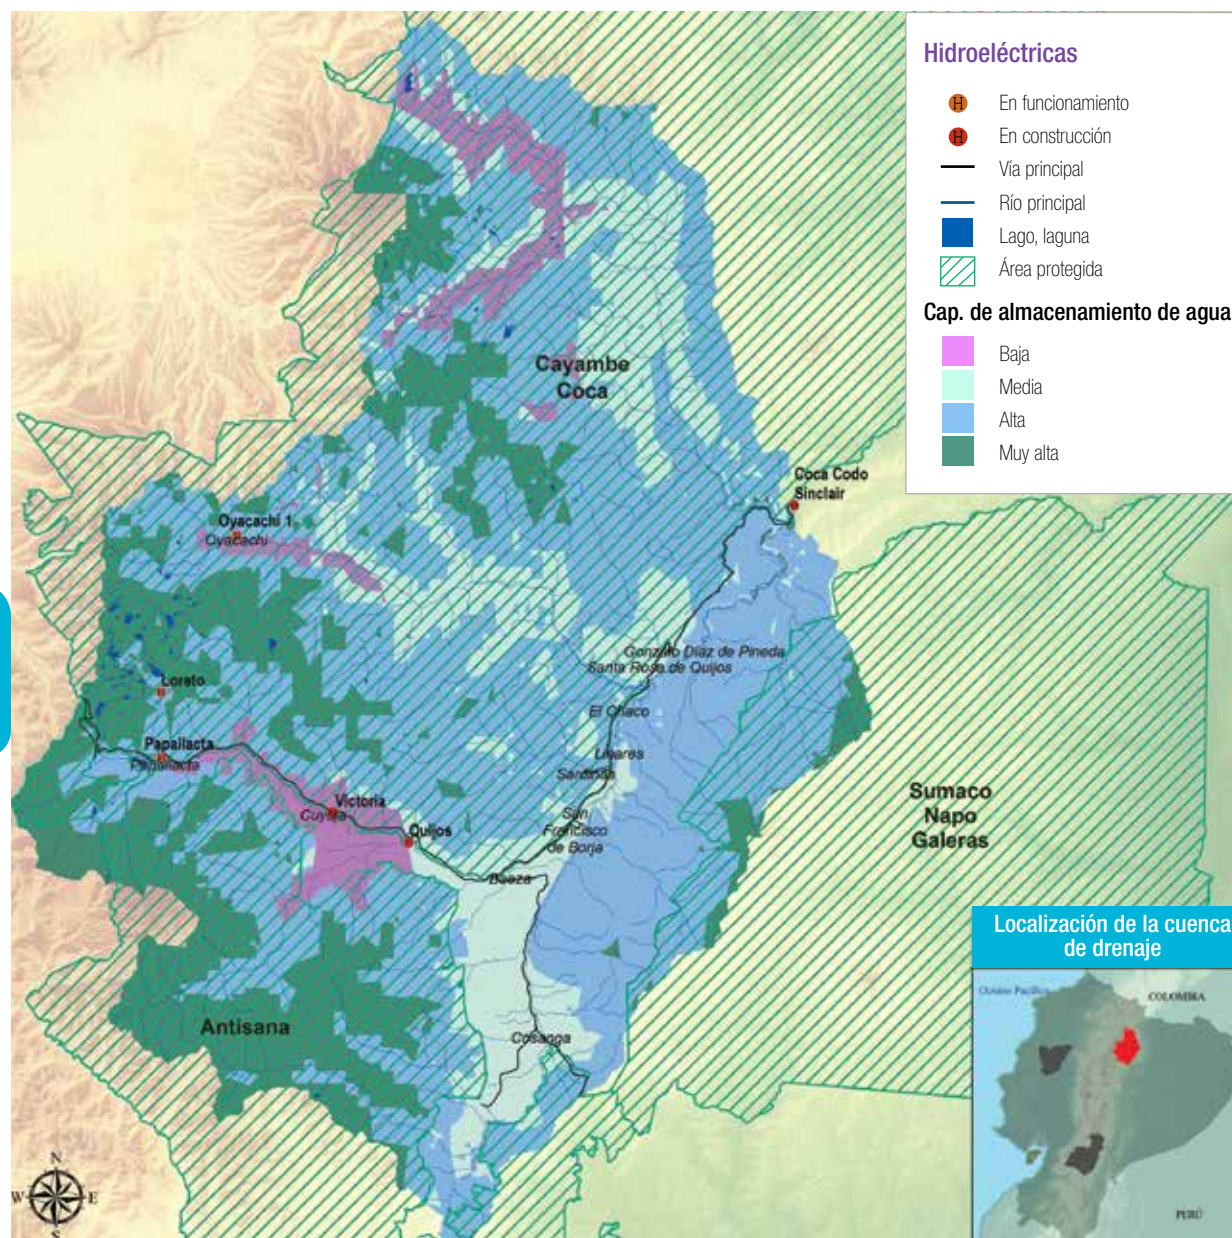 Hidroeléctricas
H En funcionamiento
H En construcción
Vía principal
Río principal
Lago, laguna
Área protegida
Cap. de almacenamiento de agua
Baja
Media
Alta
Muy alta
Cayambe
Coca
Coca Codo
Sinclair
Oyacachi 1
Oyacachi
Gonzalo Díaz de Pineda
Santa Rosa de Quijos
Loreto
El Chaco
Papallacta
Papallacta
Linares
Sardinas
Victoria
Cuyuja
Quijos
San
Francisco
de Borja
Sumaco
Napo
Galeras
Baeza
Antisana
Cosanga
Localización de la cuenca
de drenaje
Océano Pacífico
COLOMBIA
PERÚ
N
W E
S